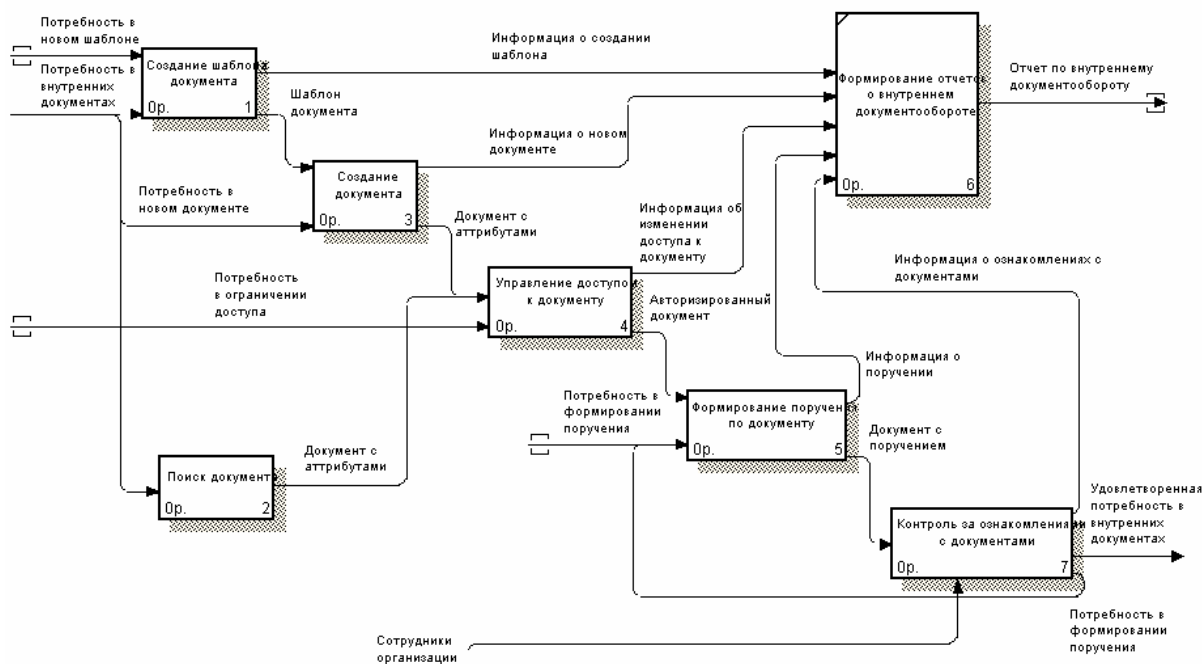 Потребность в
новом шаблоне
Потребность в
внутренних
документах
Создание шаблона
документа
0р.
1
Шаблон
документа
Информация о создании
шаблона
Формирование отчетов
о внутреннем
документообороте
0р.
6
Отчет по внутреннему
документообороту
Информация о новом
документе
Создание
документа
0р.
3
Потребность в
новом документе
Документ с
аттрибутами
Информация об
изменении
доступа к
документу
Информация о ознакомлениях с
документами
Потребность
в ограничении
доступа
Управление доступом
к документу
0р.
4
Авторизированный
документ
Информация о
поручении
Потребность в
формировании
поручения
Формирование поручен
по документу
0р.
5
Документ с
поручением
Документ с
аттрибутами
Поиск документа
0р.
2
Удовлетворенная
потребность в
внутренних
документах
Контроль за ознакомлениями
с документами
0р.
7
Потребность в
формировании
поручения
Сотрудники
организации